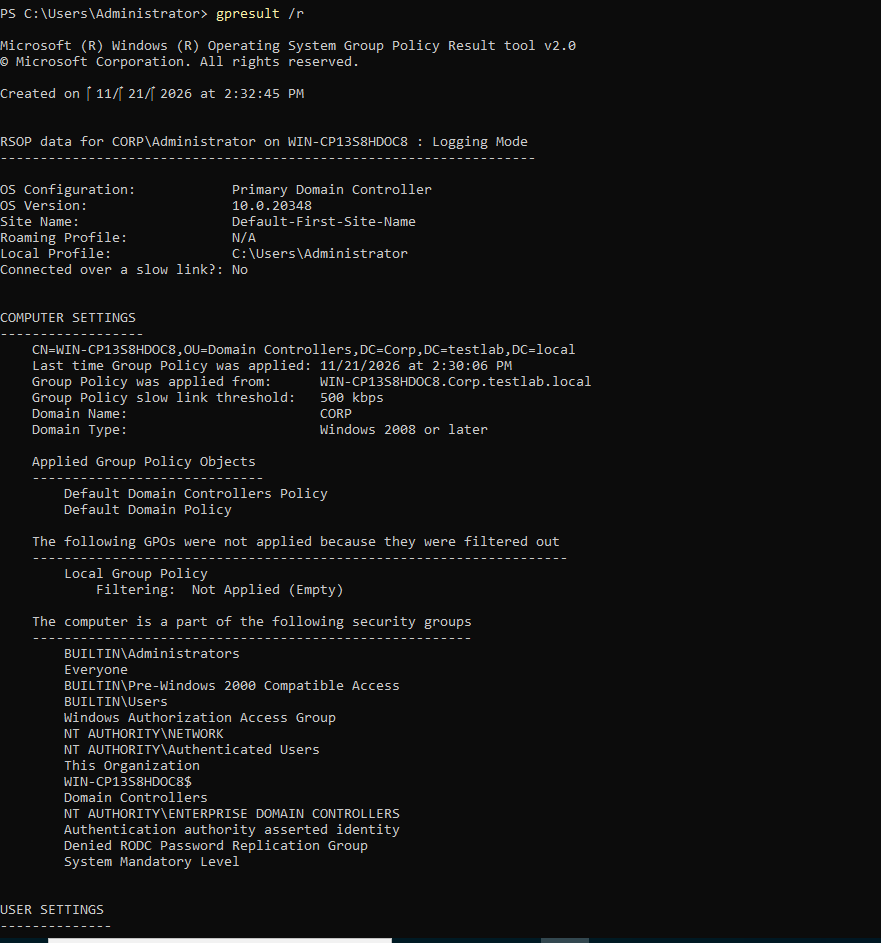 PS C:\Users\Administrator> gpresult /r
Microsoft (R) Windows (R) Operating System Group Policy Result tool v2.0
© Microsoft Corporation. All rights reserved.
Created on 11/ 21/ 2026 at 2:32:45 PM
RSOP data for CORP\Administrator on WIN-CP13S8HDOC8 : Logging Mode
-------------------------------------------------------------------
OS Configuration:            Primary Domain Controller
OS Version:                  10.0.20348
Site Name:                   Default-First-Site-Name
Roaming Profile:             N/A
Local Profile:               C:\Users\Administrator
Connected over a slow link?: No
COMPUTER SETTINGS
------------------
    CN=WIN-CP13S8HDOC8,OU=Domain Controllers,DC=Corp,DC=testlab,DC=local
    Last time Group Policy was applied: 11/21/2026 at 2:30:06 PM
    Group Policy was applied from:      WIN-CP13S8HDOC8.Corp.testlab.local
    Group Policy slow link threshold:   500 kbps
    Domain Name:                        CORP
    Domain Type:                        Windows 2008 or later
    Applied Group Policy Objects
    -----------------------------
        Default Domain Controllers Policy
        Default Domain Policy
    The following GPOs were not applied because they were filtered out
    -------------------------------------------------------------------
        Local Group Policy
            Filtering:  Not Applied (Empty)
    The computer is a part of the following security groups
    -------------------------------------------------------
        BUILTIN\Administrators
        Everyone
        BUILTIN\Pre-Windows 2000 Compatible Access
        BUILTIN\Users
        Windows Authorization Access Group
        NT AUTHORITY\NETWORK
        NT AUTHORITY\Authenticated Users
        This Organization
        WIN-CP13S8HDOC8$
        Domain Controllers
        NT AUTHORITY\ENTERPRISE DOMAIN CONTROLLERS
        Authentication authority asserted identity
        Denied RODC Password Replication Group
        System Mandatory Level
USER SETTINGS
--------------